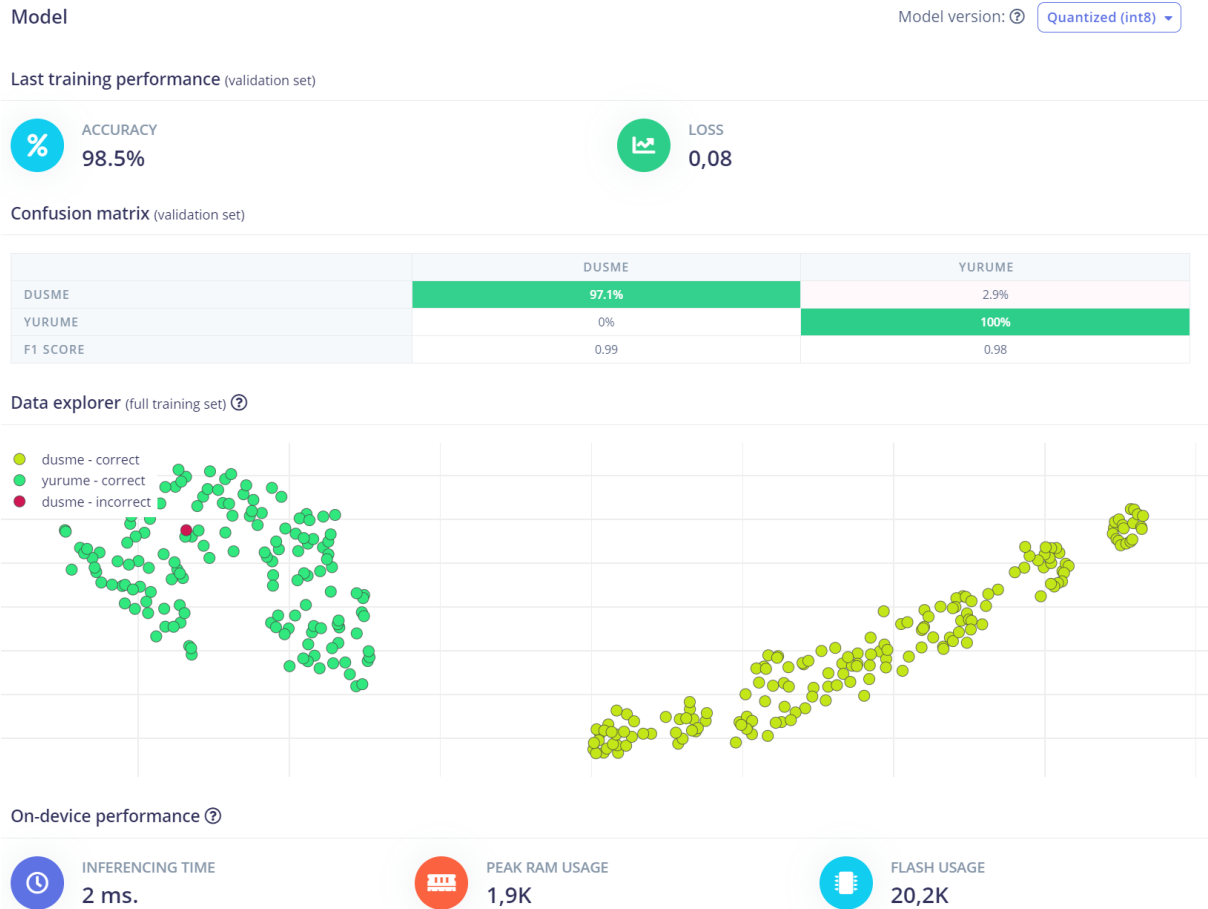 Model
Model version: Quantized (int8)
Last training performance (validation set)
ACCURACY
98.5%
LOSS
0,08
Confusion matrix (validation set)
DUSME YURUME
DUSME 97.1% 2.9%
YURUME 0% 100%
F1 SCORE 0.99 0.98
Data explorer (full training set)
dusme - correct
yurume - correct
dusme - incorrect
On-device performance
INFERENCING TIME
2 ms.
PEAK RAM USAGE
1,9K
FLASH USAGE
20,2K